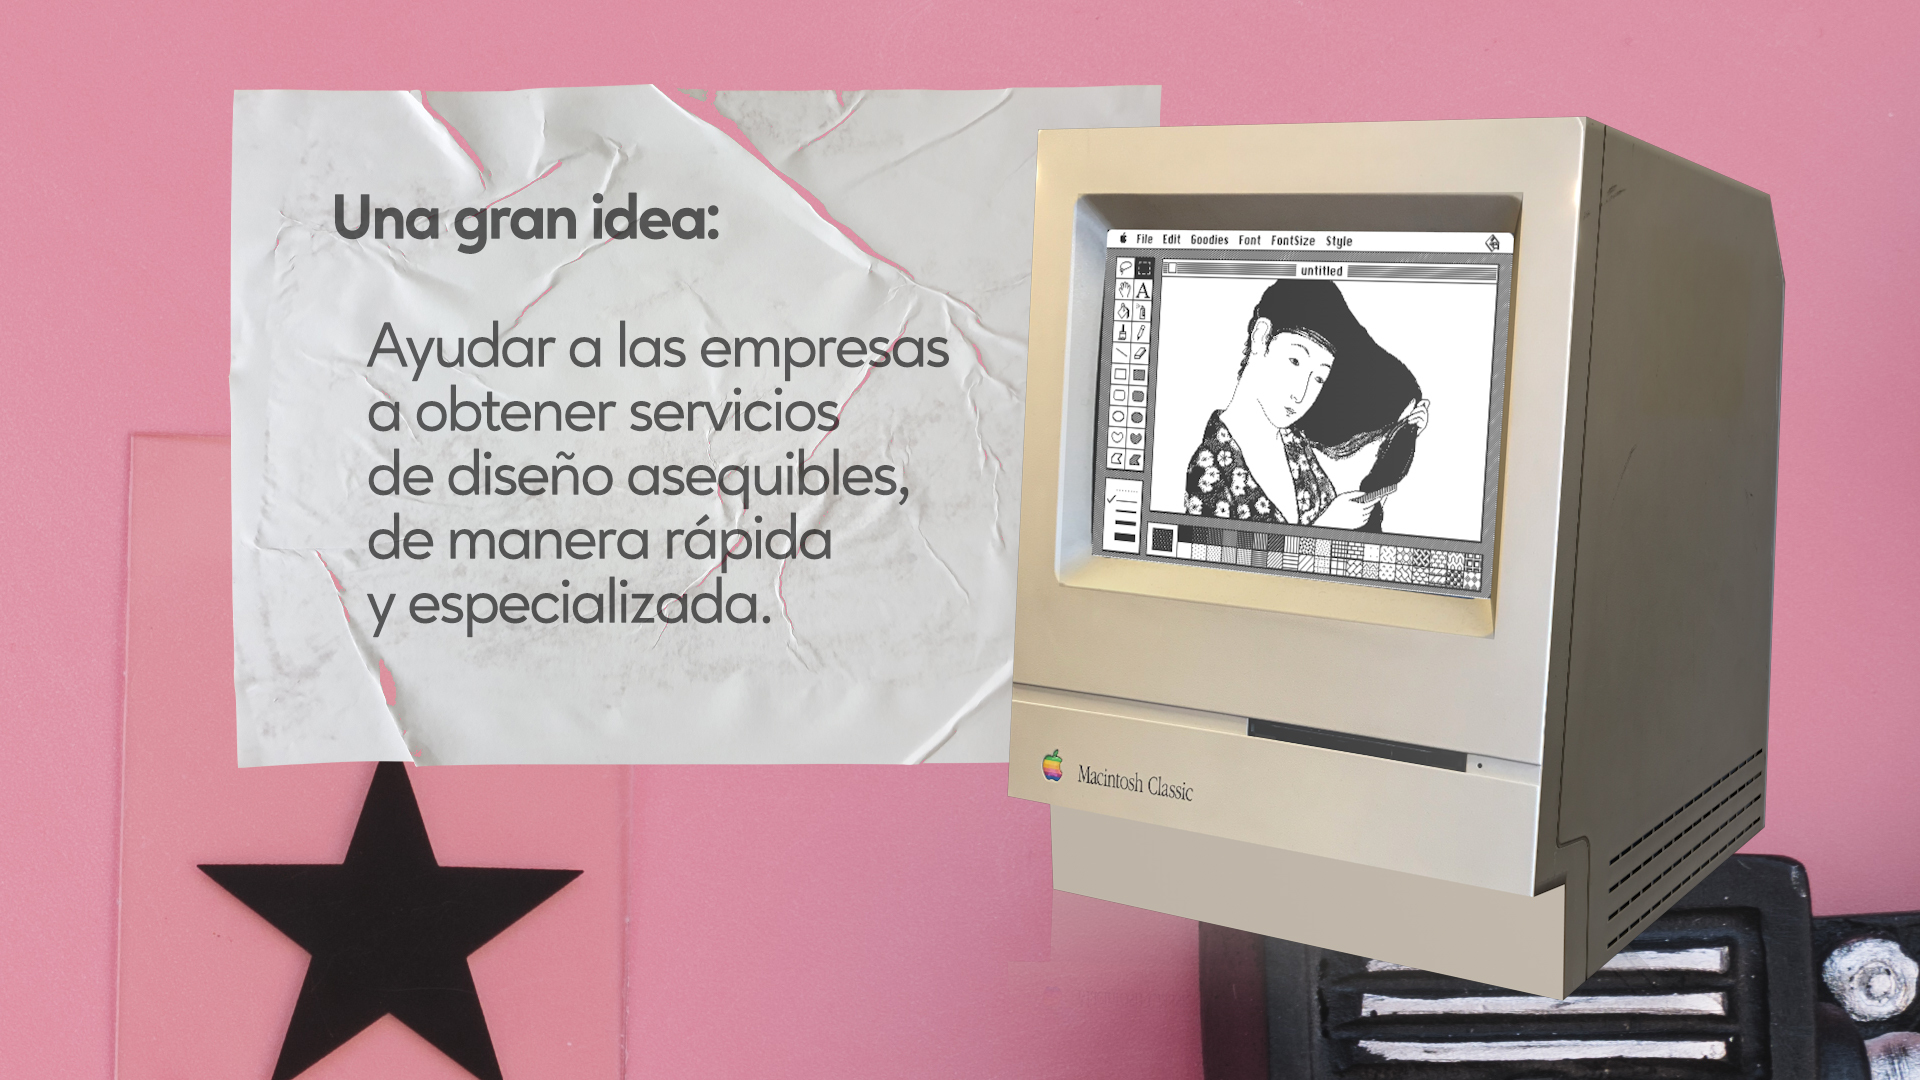 Una gran idea:
Ayudar a las empresas
a obtener servicios
de diseño asequibles,
de manera rápida
y especializada.
File Edit Goodies Font FontSize Style
untitled
A
Macintosh Classic